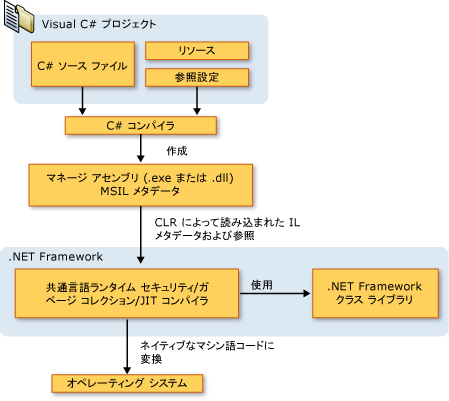 Visual C# プロジェクト
C# ソース ファイル
リソース
参照設定
C# コンパイラ
作成
マネージ アセンブリ (.exe または .dll)
MSIL メタデータ
CLR によって読み込まれた IL
メタデータおよび参照
.NET Framework
共通言語ランタイム セキュリティ/ガ
ベージ コレクション/JIT コンパイラ
使用
.NET Framework
クラス ライブラリ
ネイティブなマシン語コードに
変換
オペレーティング システム